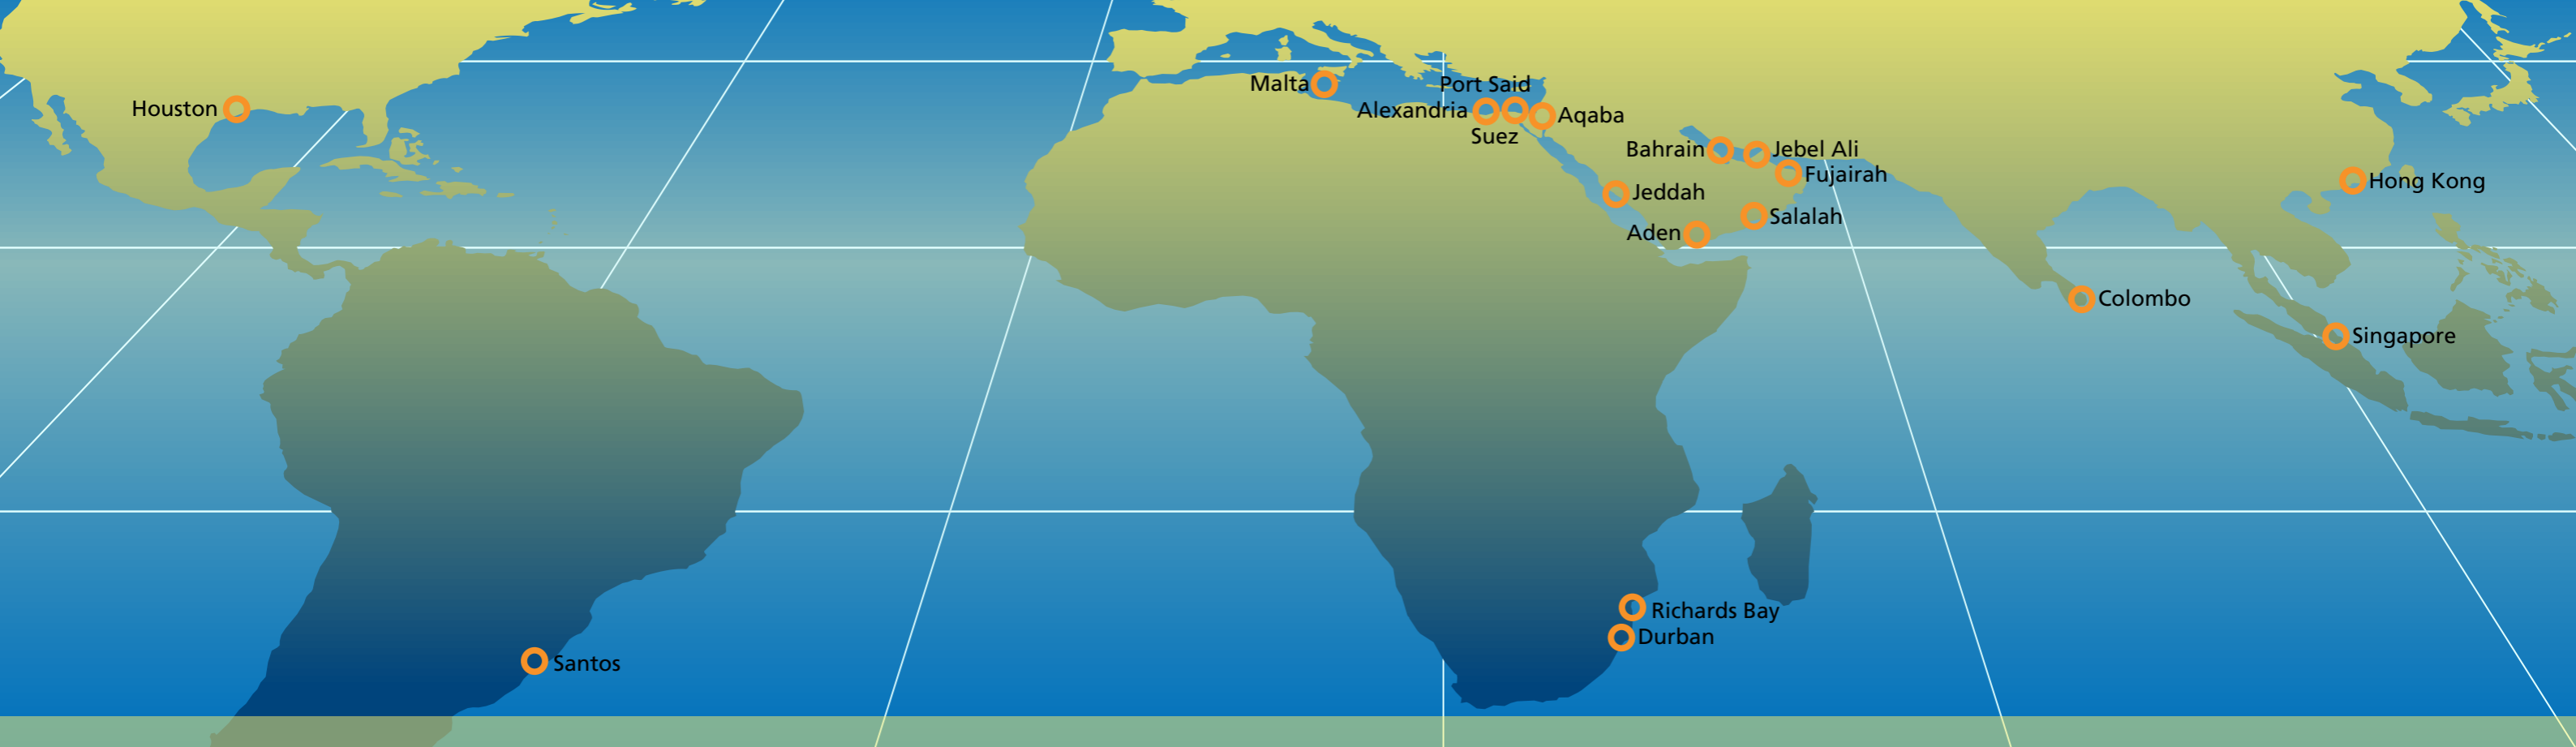 Houston
Malta
Port Said
Alexandria
Aqaba
Suez
Bahrain
Jebel Ali
Fujairah
Hong Kong
Jeddah
Salalah
Aden
Colombo
Singapore
Richards Bay
Durban
Santos